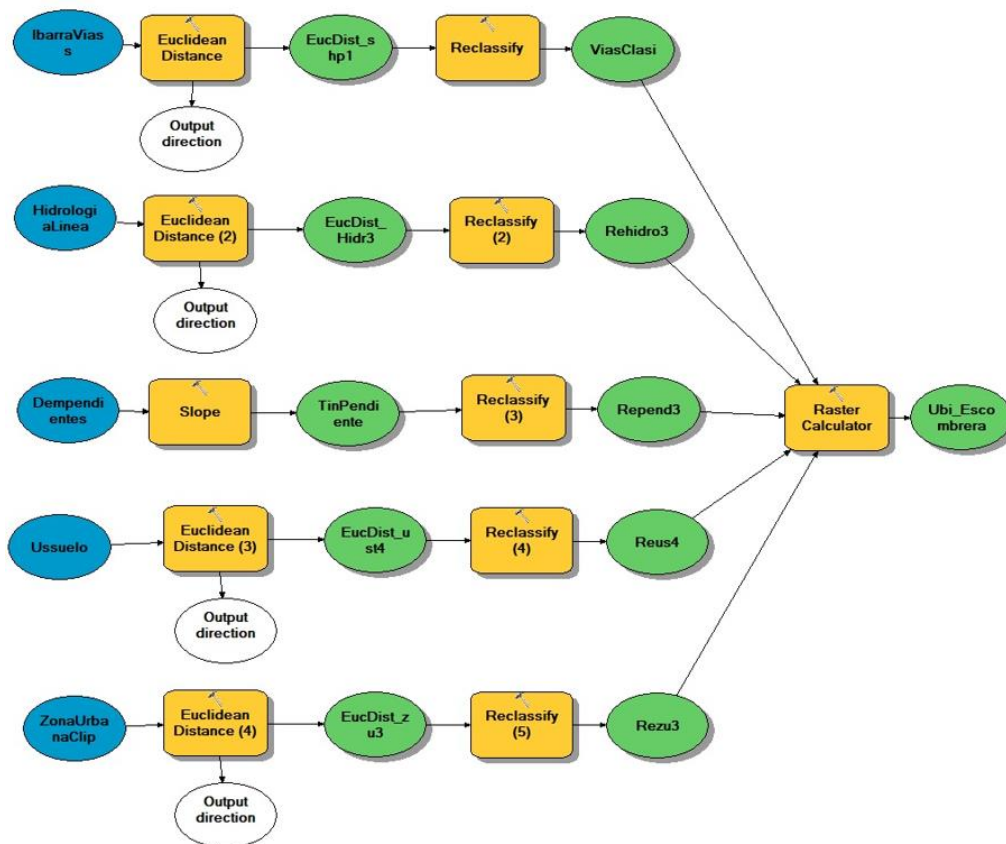 IbarraVias
s
Euclidean
Distance
EucDist_s
hp1
Reclassify
ViasClasi
Output
direction
Hidrologi
aLinea
Euclidean
Distance (2)
EucDist_
Hidr3
Reclassify
(2)
Rehidro3
Output
direction
Dempendi
entes
Slope
TinPendi
ente
Reclassify
(3)
Repend3
Raster
Calculator
Ubi_Esco
mbrera
Ussuelo
Euclidean
Distance (3)
EucDist_u
st4
Reclassify
(4)
Reus4
Output
direction
ZonaUrba
naClip
Euclidean
Distance (4)
EucDist_z
u3
Reclassify
(5)
Rezu3
Output
direction